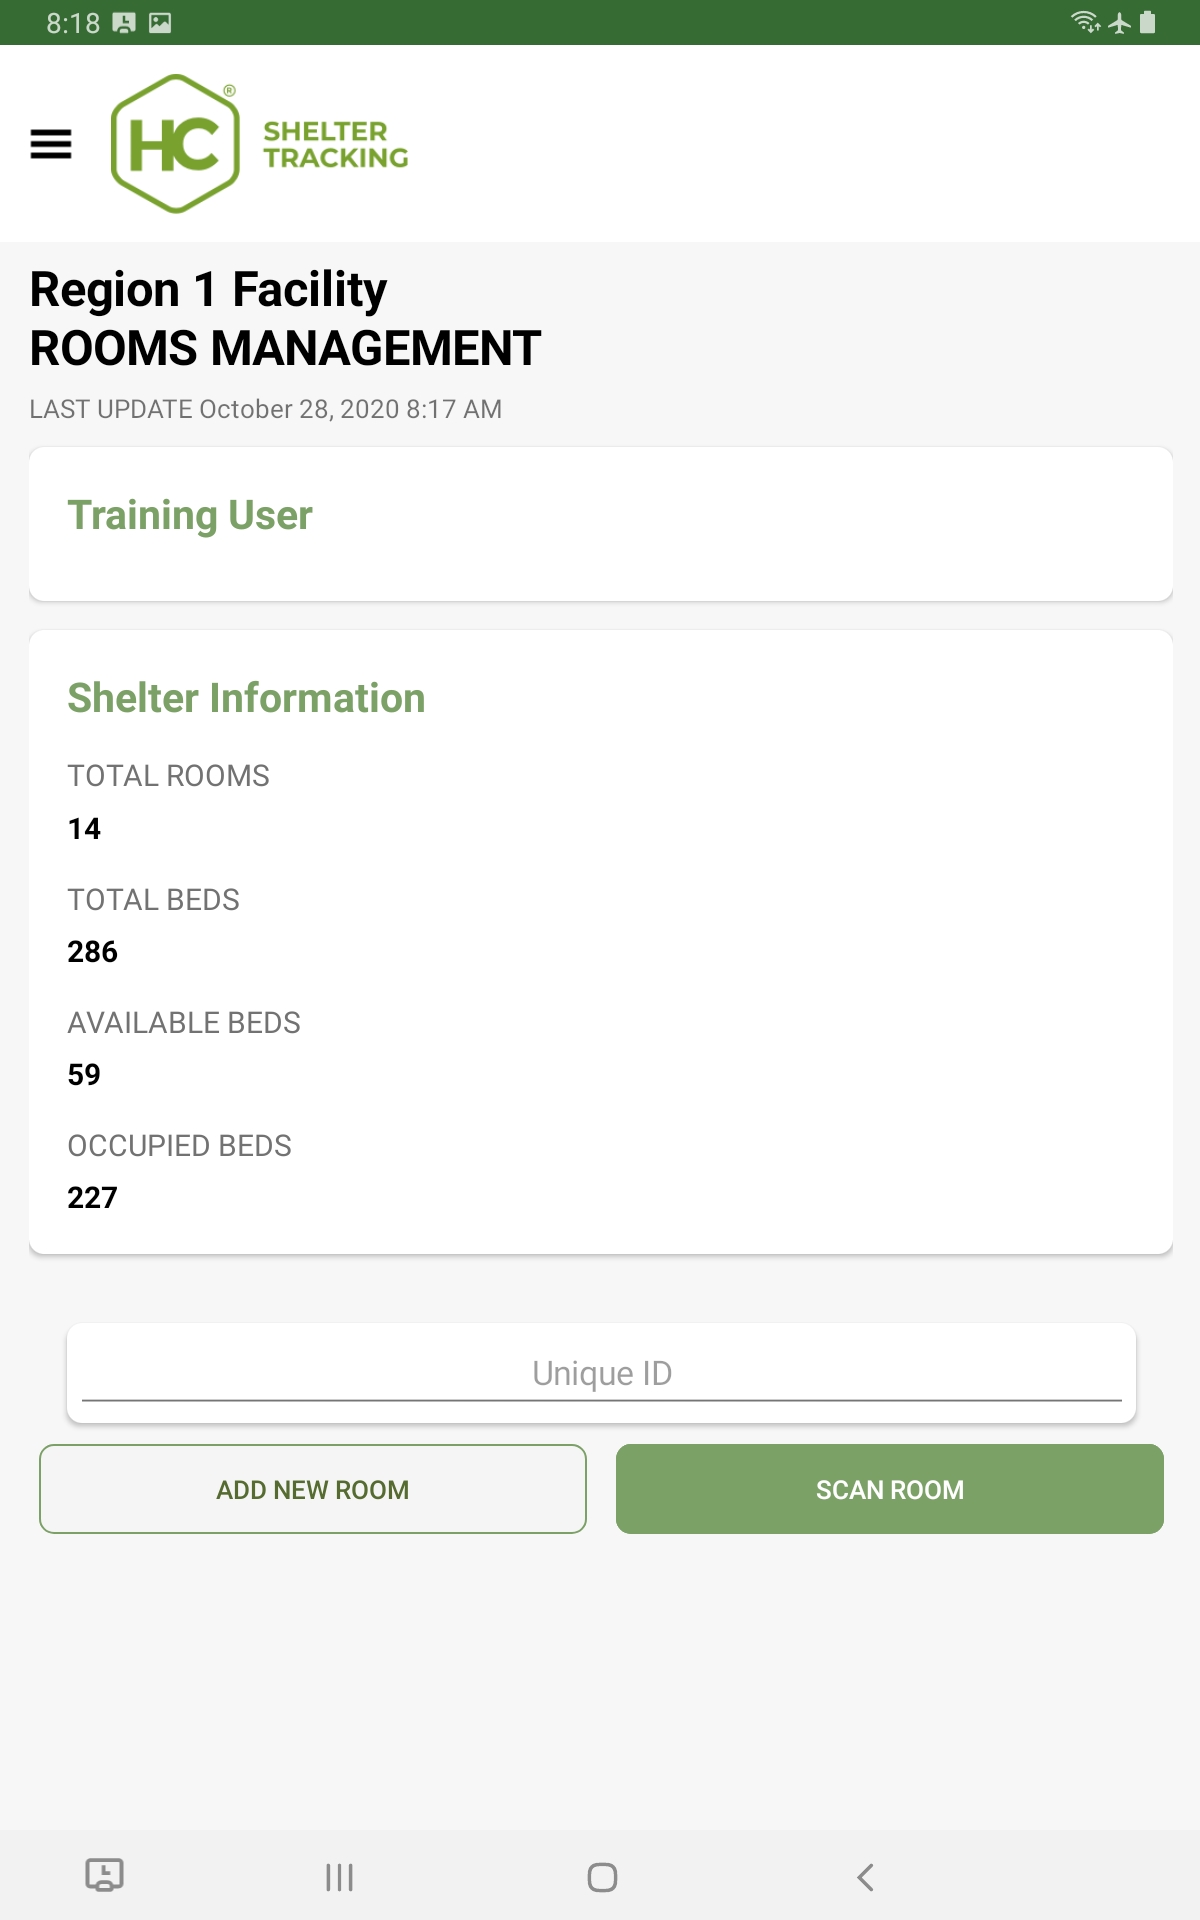 8:18
HC®
SHELTER
TRACKING
Region 1 Facility
ROOMS MANAGEMENT
LAST UPDATE October 28, 2020 8:17 AM
Training User
Shelter Information
TOTAL ROOMS
14
TOTAL BEDS
286
AVAILABLE BEDS
59
OCCUPIED BEDS
227
Unique ID
ADD NEW ROOM
SCAN ROOM